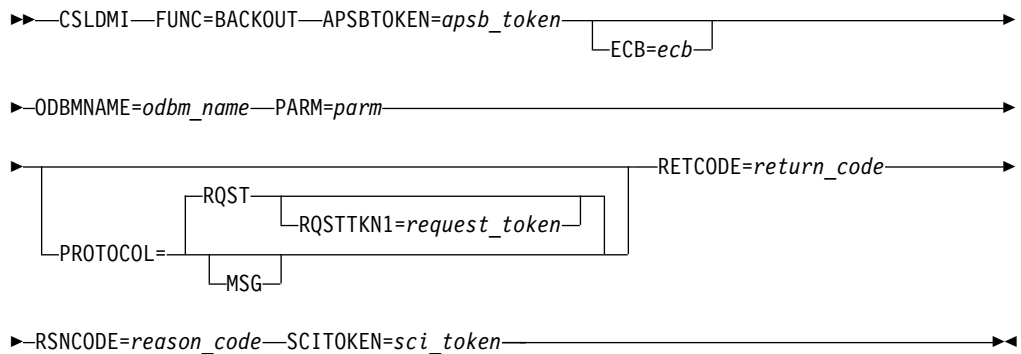 CSLDMI FUNC=BACKOUT APSBTOKEN=apsb_token
ECB=ecb
ODBMNAME=odbm_name PARM=parm
RETCODE=return_code
RQST
RQSTTKN1=request_token
PROTOCOL=
MSG
RSNCODE=reason_code SCITOKEN=sci_token